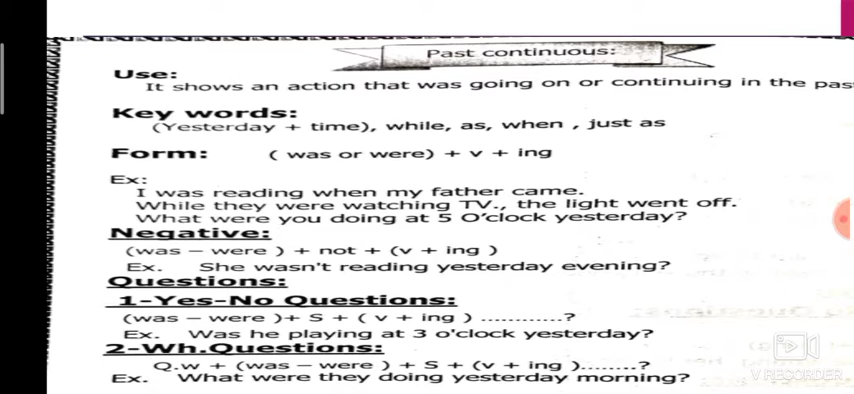 Past continuous:
Use:
It shows an action that was going on or continuing in the pas
Key words:
(Yesterday + time), while, as, when , just as
Form: ( was or were) + v + ing
Ex:
I was reading when my father came.
While they were watching TV., the light went off.
What were you doing at 5 O'clock yesterday?
Negative:
(was – were ) + not + (v + ing )
Ex. She wasn't reading yesterday evening?
Questions:
1-Yes-No Questions:
(was – were )+ S + ( v + ing ) ............?
Ex. Was he playing at 3 o'clock yesterday?
2-Wh.Questions:
Q.w + (was – were ) + S + (v + ing )........?
Ex. What were they doing yesterday morning?
V RECORDER